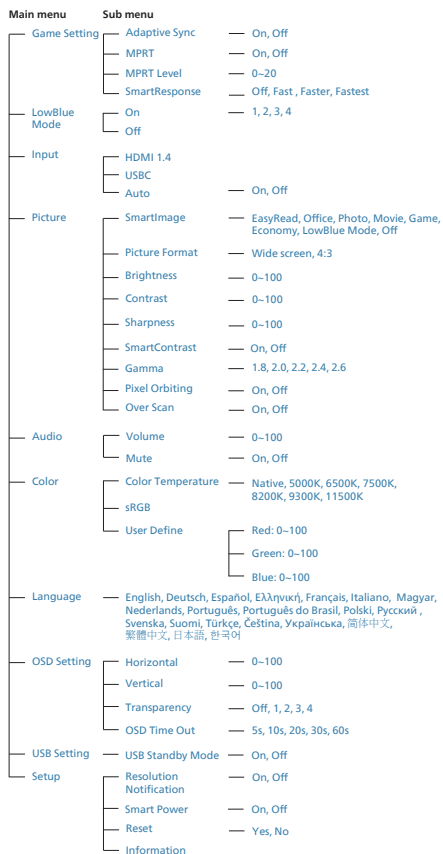 Main menu Sub menu
Game Setting Adaptive Sync On, Off
MPRT On, Off
MPRT Level 0~20
SmartResponse Off, Fast , Faster, Fastest
LowBlue Mode On 1, 2, 3, 4
Off
Input HDMI 1.4
USBC
Auto On, Off
Picture SmartImage EasyRead, Office, Photo, Movie, Game,
Economy, LowBlue Mode, Off
Picture Format Wide screen, 4:3
Brightness 0~100
Contrast 0~100
Sharpness 0~100
SmartContrast On, Off
Gamma 1.8, 2.0, 2.2, 2.4, 2.6
Pixel Orbiting On, Off
Over Scan On, Off
Audio Volume 0~100
Mute On, Off
Color Color Temperature Native, 5000K, 6500K, 7500K,
8200K, 9300K, 11500K
sRGB
User Define Red: 0~100
Green: 0~100
Blue: 0~100
Language English, Deutsch, Español, Ελληνική, Français, Italiano, Magyar,
Nederlands, Português, Português do Brasil, Polski, Русский ,
Svenska, Suomi, Türkçe, Čeština, Українська, 简体中文,
繁體中文, 日本語, 한국어
OSD Setting Horizontal 0~100
Vertical 0~100
Transparency Off, 1, 2, 3, 4
OSD Time Out 5s, 10s, 20s, 30s, 60s
USB Setting USB Standby Mode On, Off
Setup Resolution On, Off
Notification
Smart Power On, Off
Reset Yes, No
Information